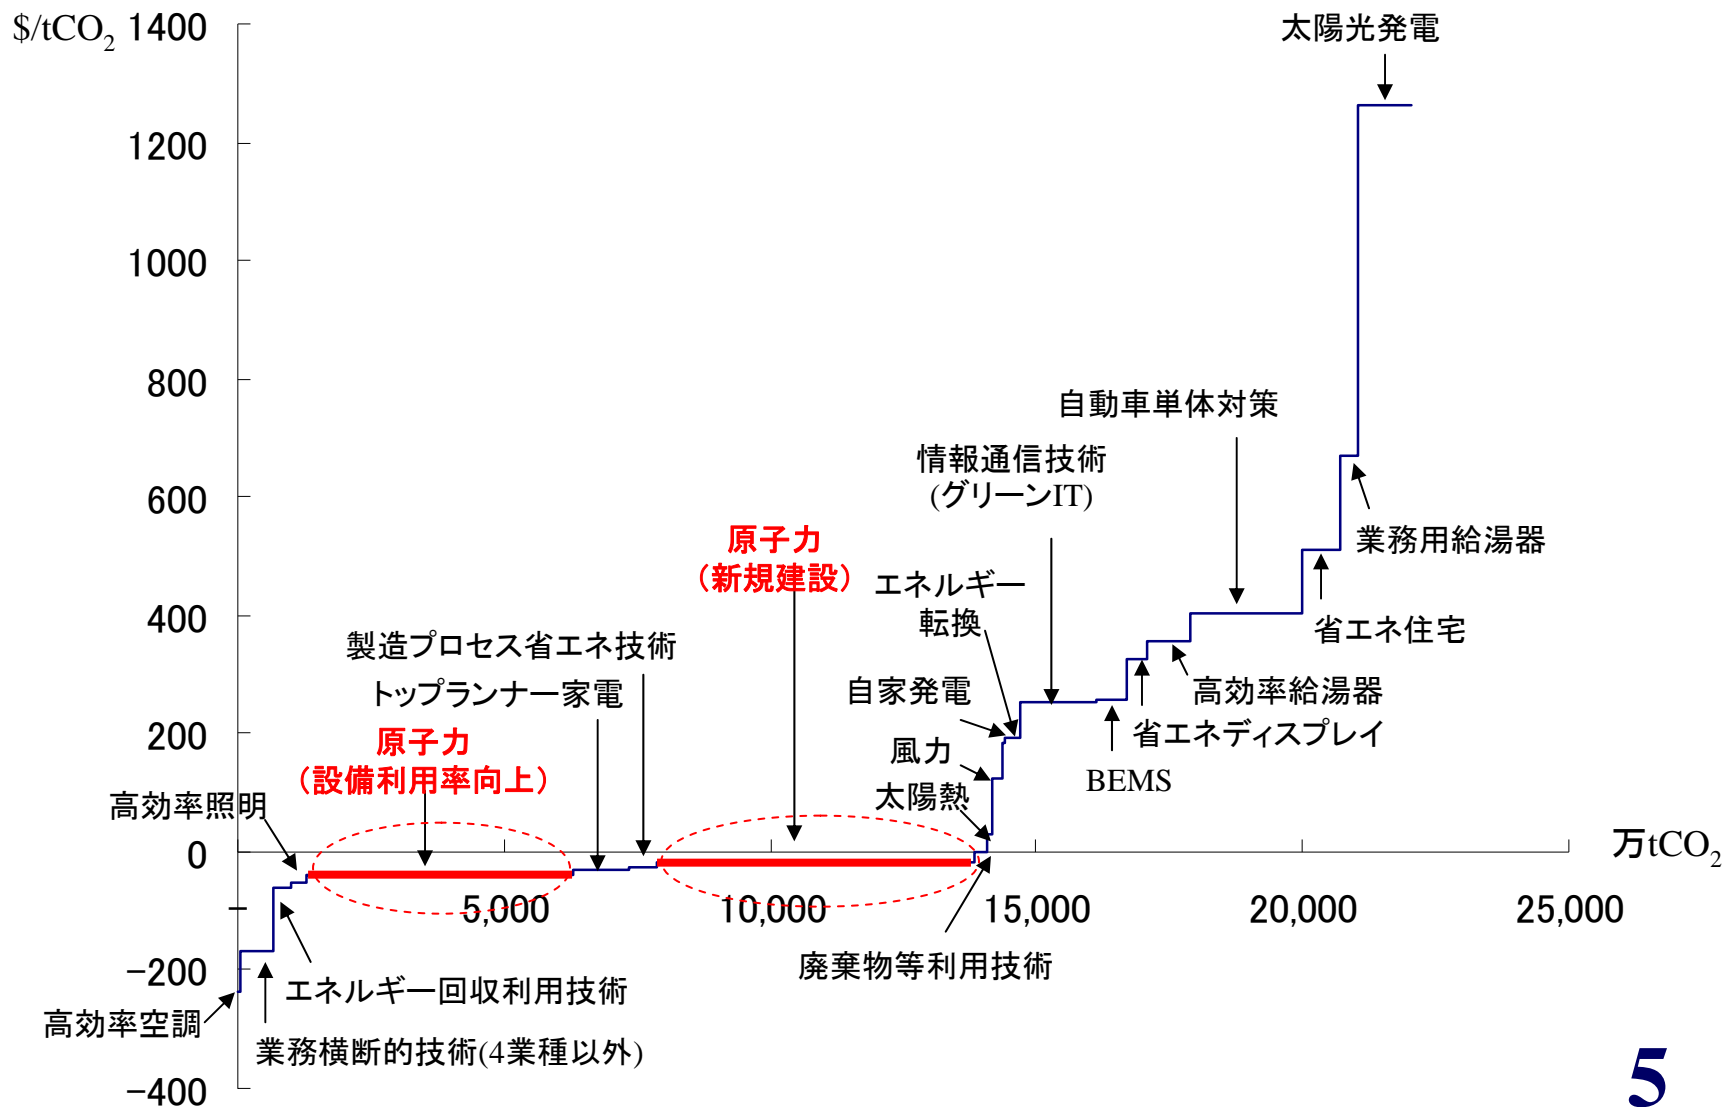 $/tCO2
1400
1200
1000
800
600
400
200
0
−200
−400
太陽光発電
自動車単体対策
情報通信技術
(グリーンIT)
業務用給湯器
原子力
（新規建設）
エネルギー
転換
省エネ住宅
製造プロセス省エネ技術
トップランナー家電
自家発電
高効率給湯器
省エネディスプレイ
原子力
（設備利用率向上）
風力
BEMS
太陽熱
高効率照明
万tCO2
5,000
10,000
15,000
20,000
25,000
廃棄物等利用技術
エネルギー回収利用技術
高効率空調
業務横断的技術(4業種以外)
5